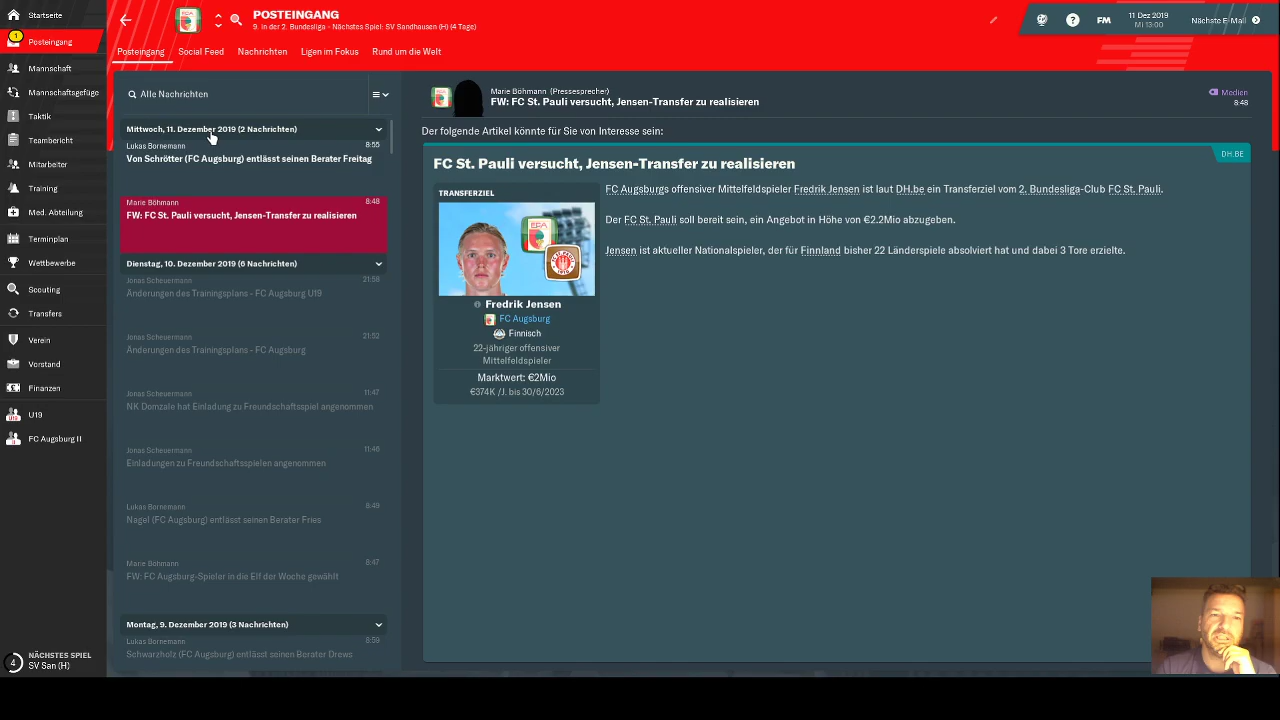 Startseite
1
Posteingang
Mannschaft
Mannschaftsgefüge
Taktik
Teambericht
Mitarbeiter
Training
Med. Abteilung
Terminplan
Wettbewerbe
Scouting
Transfers
Verein
Vorstand
Finanzen
U19
U19
FC Augsburg II
4
NÄCHSTES SPIEL
SV San (H)
POSTEINGANG
9. in der 2. Bundesliga - Nächstes Spiel: SV Sandhausen (H) (4 Tage)
FM
11 Dez 2019
Mi 13:00
NÄCHSTE E-MAIL
Posteingang
Social Feed
Nachrichten
Ligen im Fokus
Rund um die Welt
Alle Nachrichten
Mittwoch, 11. Dezember 2019 (2 Nachrichten)
Lukas Bornemann 8:55
Von Schrötter (FC Augsburg) entlässt seinen Berater Freitag
Marie Böhmann 8:48
FW: FC St. Pauli versucht, Jensen-Transfer zu realisieren
Dienstag, 10. Dezember 2019 (6 Nachrichten)
Jonas Scheuermann 21:58
Änderungen des Trainingsplans - FC Augsburg U19
Jonas Scheuermann 21:52
Änderungen des Trainingsplans - FC Augsburg
Jonas Scheuermann 11:47
NK Domzale hat Einladung zu Freundschaftsspiel angenommen
Jonas Scheuermann 11:46
Einladungen zu Freundschaftsspielen angenommen
Lukas Bornemann 8:49
Nagel (FC Augsburg) entlässt seinen Berater Fries
Marie Böhmann 8:47
FW: FC Augsburg-Spieler in die Elf der Woche gewählt
Montag, 9. Dezember 2019 (3 Nachrichten)
Lukas Bornemann 8:59
Schwarzholz (FC Augsburg) entlässt seinen Berater Drews
Marie Böhmann (Pressesprecher)
FW: FC St. Pauli versucht, Jensen-Transfer zu realisieren
Medien
8:48
Der folgende Artikel könnte für Sie von Interesse sein:
FC St. Pauli versucht, Jensen-Transfer zu realisieren
DH.BE
TRANSFERZIEL
FCA
Fredrik Jensen
FC Augsburg
Finnisch
22-jähriger offensiver
Mittelfeldspieler
Marktwert: €2Mio
€374K /J. bis 30/6/2023
FC Augsburgs offensiver Mittelfeldspieler Fredrik Jensen ist laut DH.be ein Transferziel vom 2. Bundesliga-Club FC St. Pauli.
Der FC St. Pauli soll bereit sein, ein Angebot in Höhe von €2.2Mio abzugeben.
Jensen ist aktueller Nationalspieler, der für Finnland bisher 22 Länderspiele absolviert hat und dabei 3 Tore erzielte.